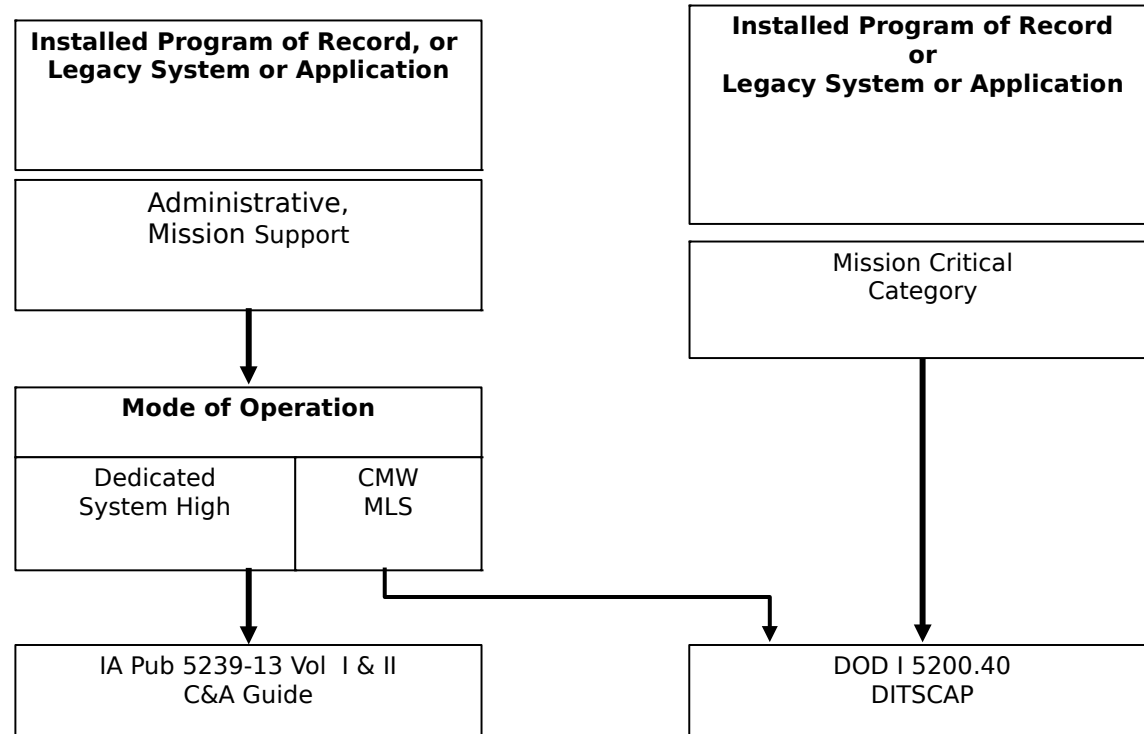 Installed Program of Record, or
Legacy System or Application
Administrative,
Mission Support
Mode of Operation
Dedicated
System High
CMW
MLS
IA Pub 5239-13 Vol I & II
C&A Guide
Installed Program of Record
or
Legacy System or Application
Mission Critical
Category
DOD I 5200.40
DITSCAP